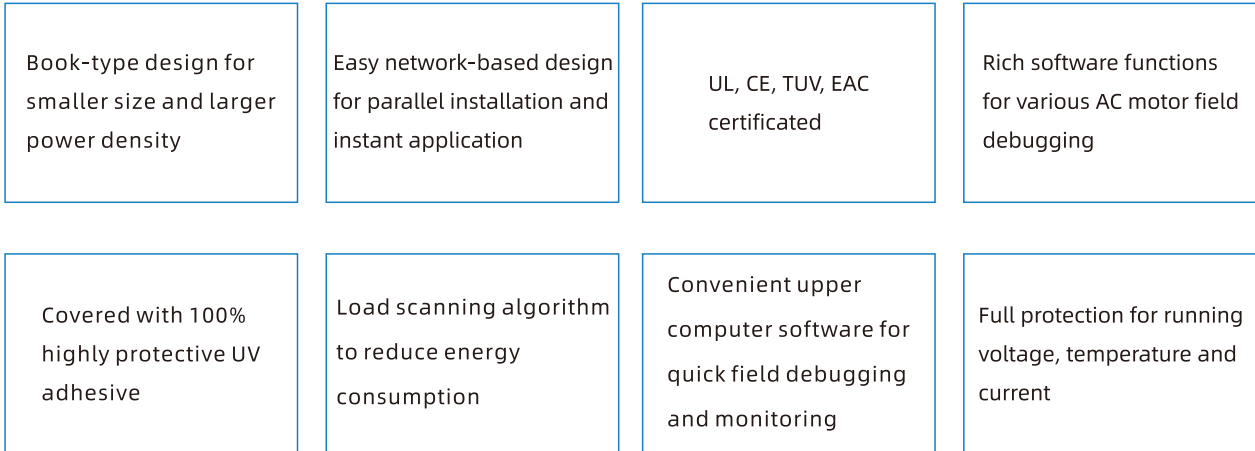 Book-type design for
smaller size and larger
power density
Easy network-based design
for parallel installation and
instant application
UL, CE, TUV, EAC
certificated
Rich software functions
for various AC motor field
debugging
Covered with 100%
highly protective UV
adhesive
Load scanning algorithm
to reduce energy
consumption
Convenient upper
computer software for
quick field debugging
and monitoring
Full protection for running
voltage, temperature and
current